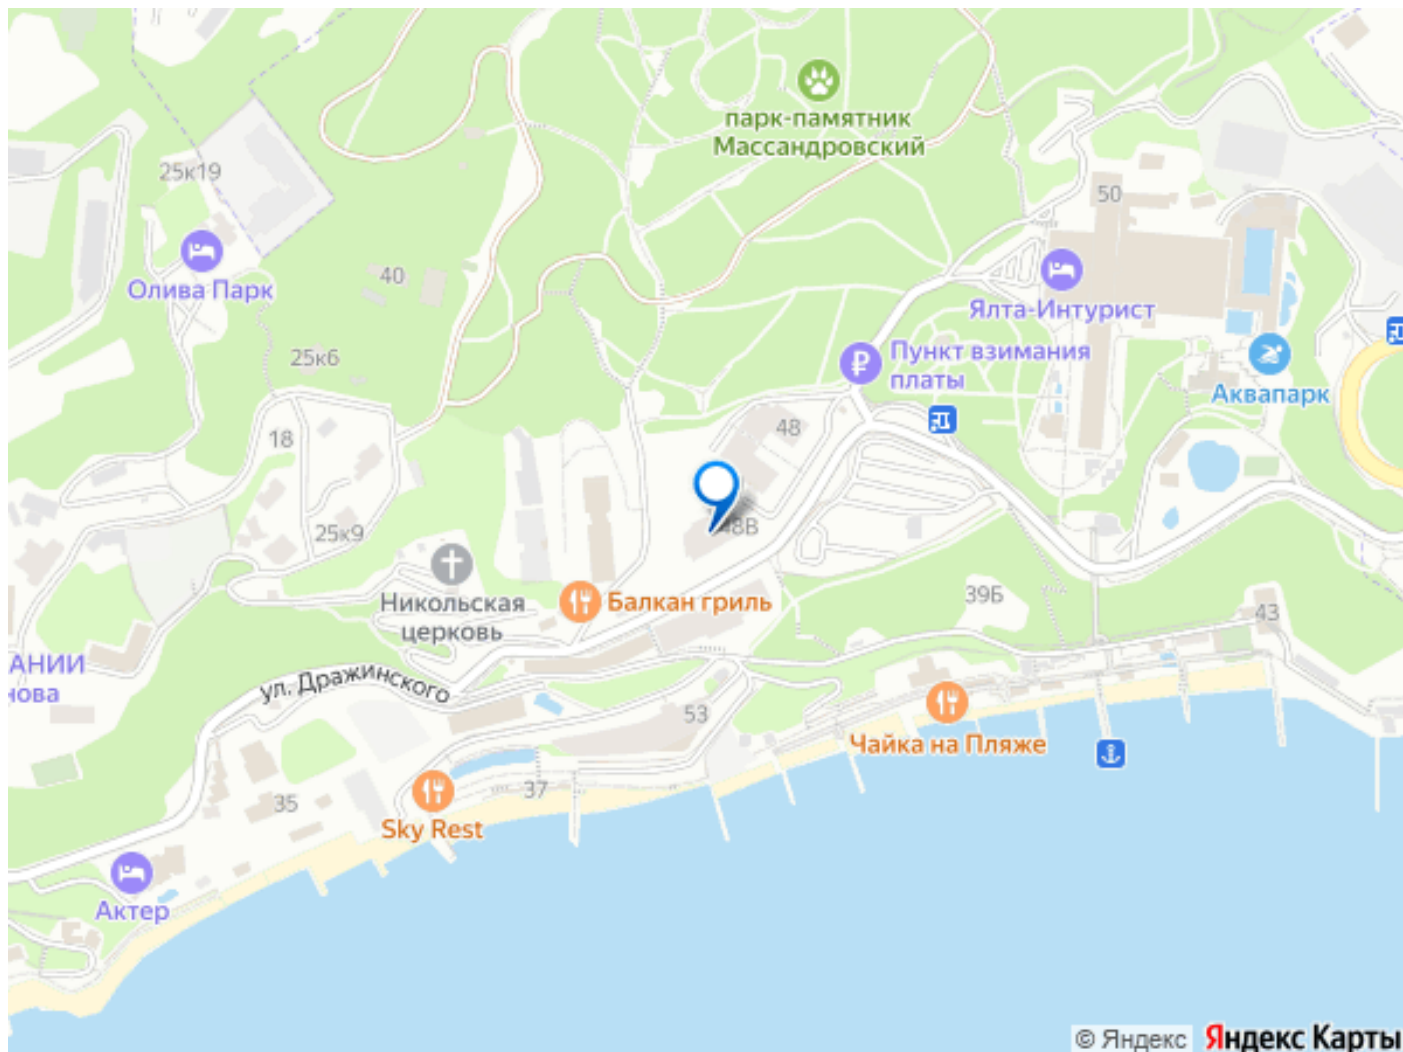 парк-памятник
Массандровский
25к19
50
Олива Парк
40
Ялта-Интурист
25к6
Пункт взимания
платы
Аквапарк
18
48
25к9
48В
Никольская
церковь
Балкан гриль
39Б
43
АНИИ
нова
ул. Дражинского
53
Чайка на Пляже
35
37
Sky Rest
Актер
© Яндекс
Яндекс Карты